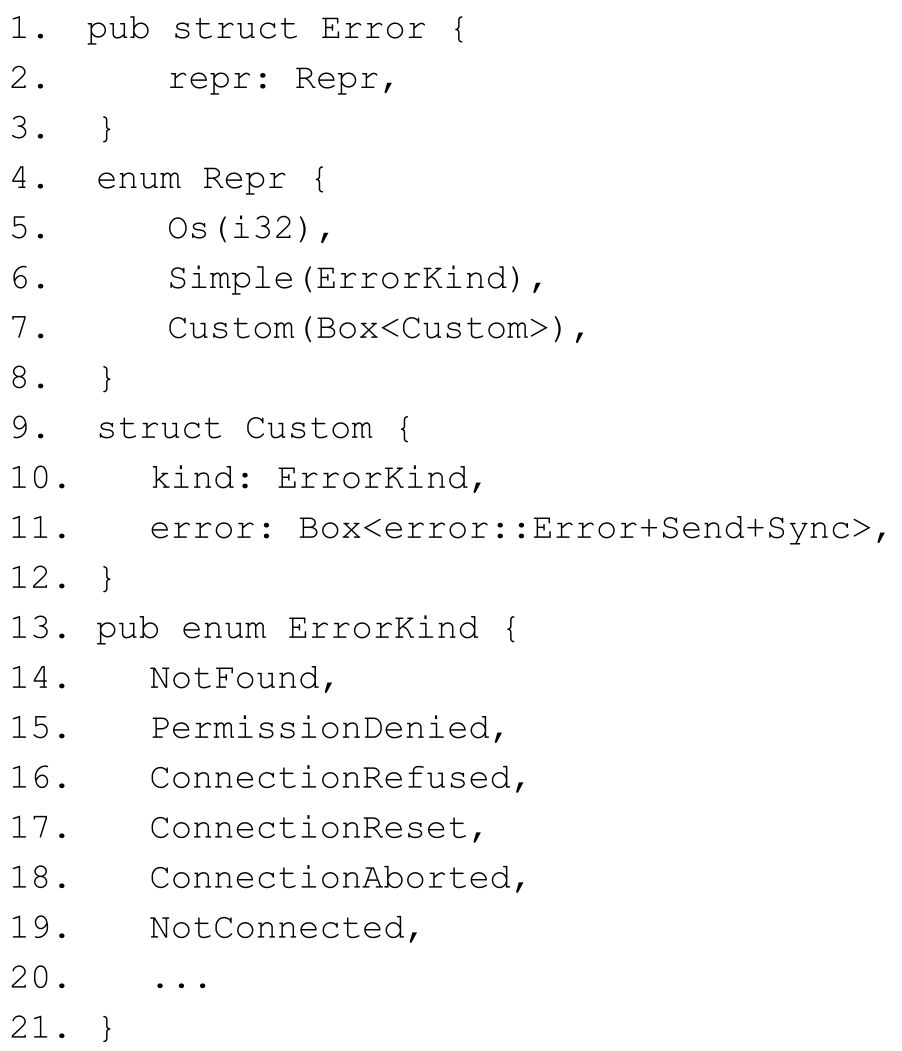 1. pub struct Error {
2.     repr: Repr,
3. }
4. enum Repr {
5.     Os(i32),
6.     Simple(ErrorKind),
7.     Custom(Box<Custom>),
8. }
9. struct Custom {
10.    kind: ErrorKind,
11.    error: Box<error::Error+Send+Sync>,
12. }
13. pub enum ErrorKind {
14.    NotFound,
15.    PermissionDenied,
16.    ConnectionRefused,
17.    ConnectionReset,
18.    ConnectionAborted,
19.    NotConnected,
20.    ...
21. }